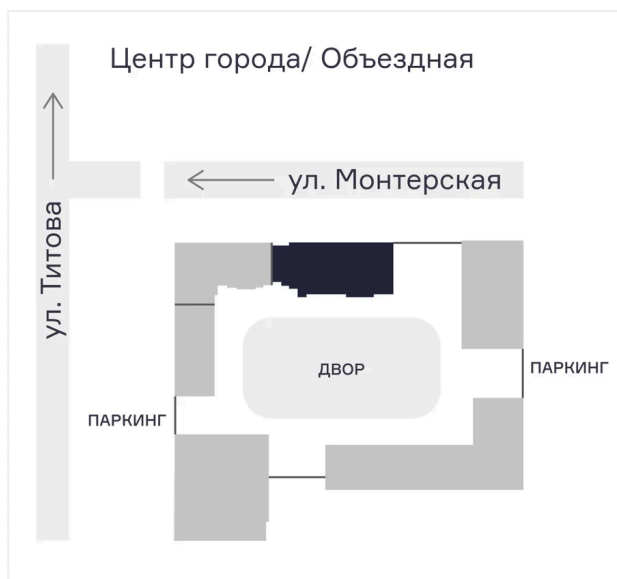 Центр города/ Объездная
ул. Монтерская
ул. Титова
ДВОР
ПАРКИНГ
ПАРКИНГ